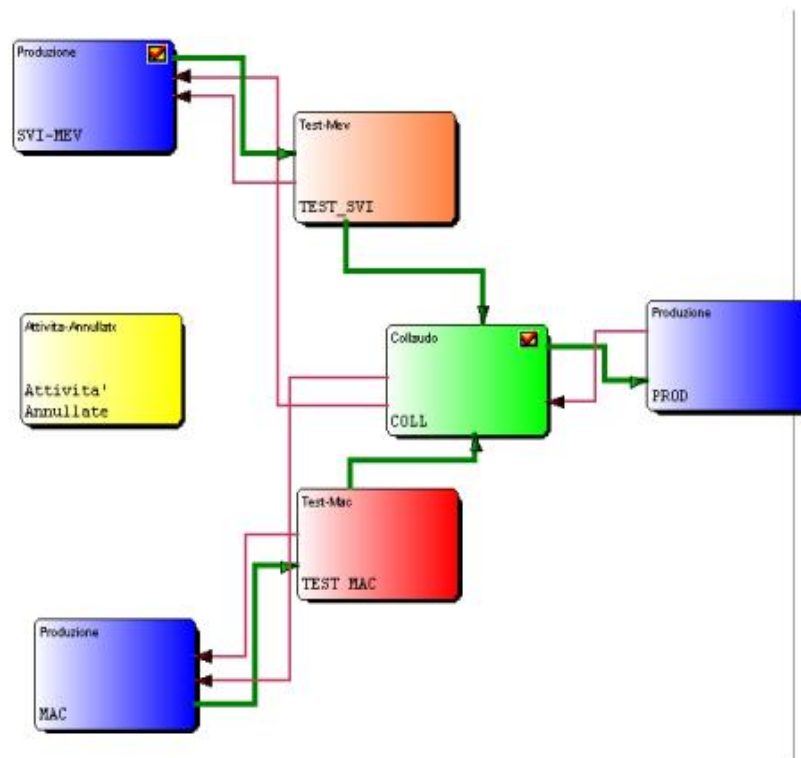 Produzione
SVI-MEV
Test-Mev
TEST_SVI
Attivita-Annullate
Attivita'
Annullate
Collaudo
COLL
Produzione
PROD
Test-Mac
TEST MAC
Produzione
MAC